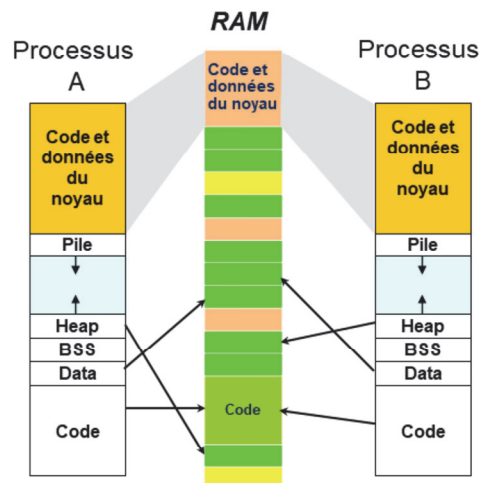 RAM
Processus
A
Code et
données
du
noyau
Pile
Heap
BSS
Data
Code
Code et
données
du noyau
Code
Processus
B
Code et
données
du
noyau
Pile
Heap
BSS
Data
Code